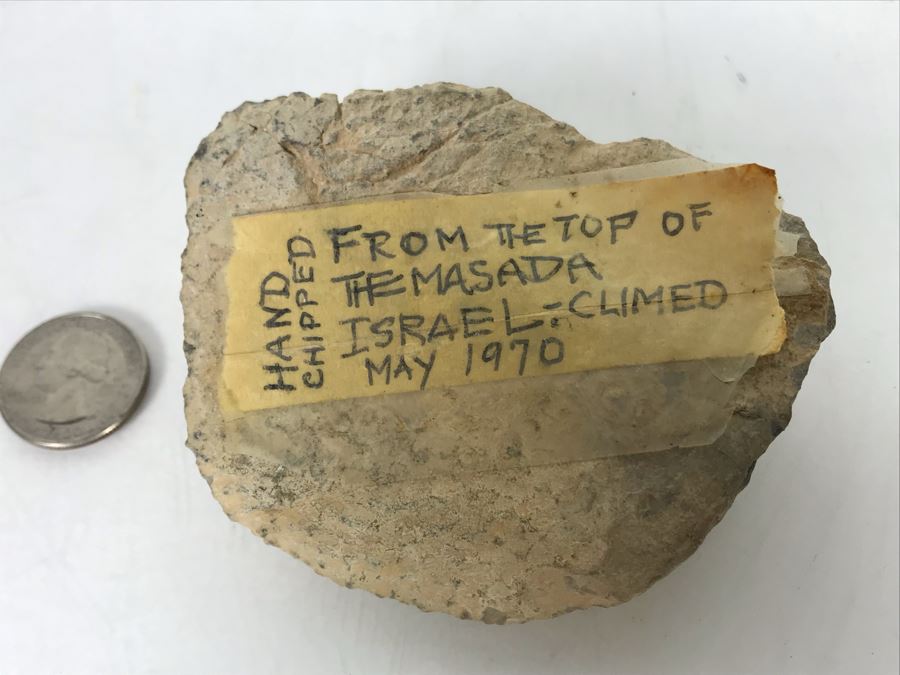 HAND
CHIPPED
FROM THE TOP OF
THE MASADA
ISRAEL:-CLIMED
MAY 1970